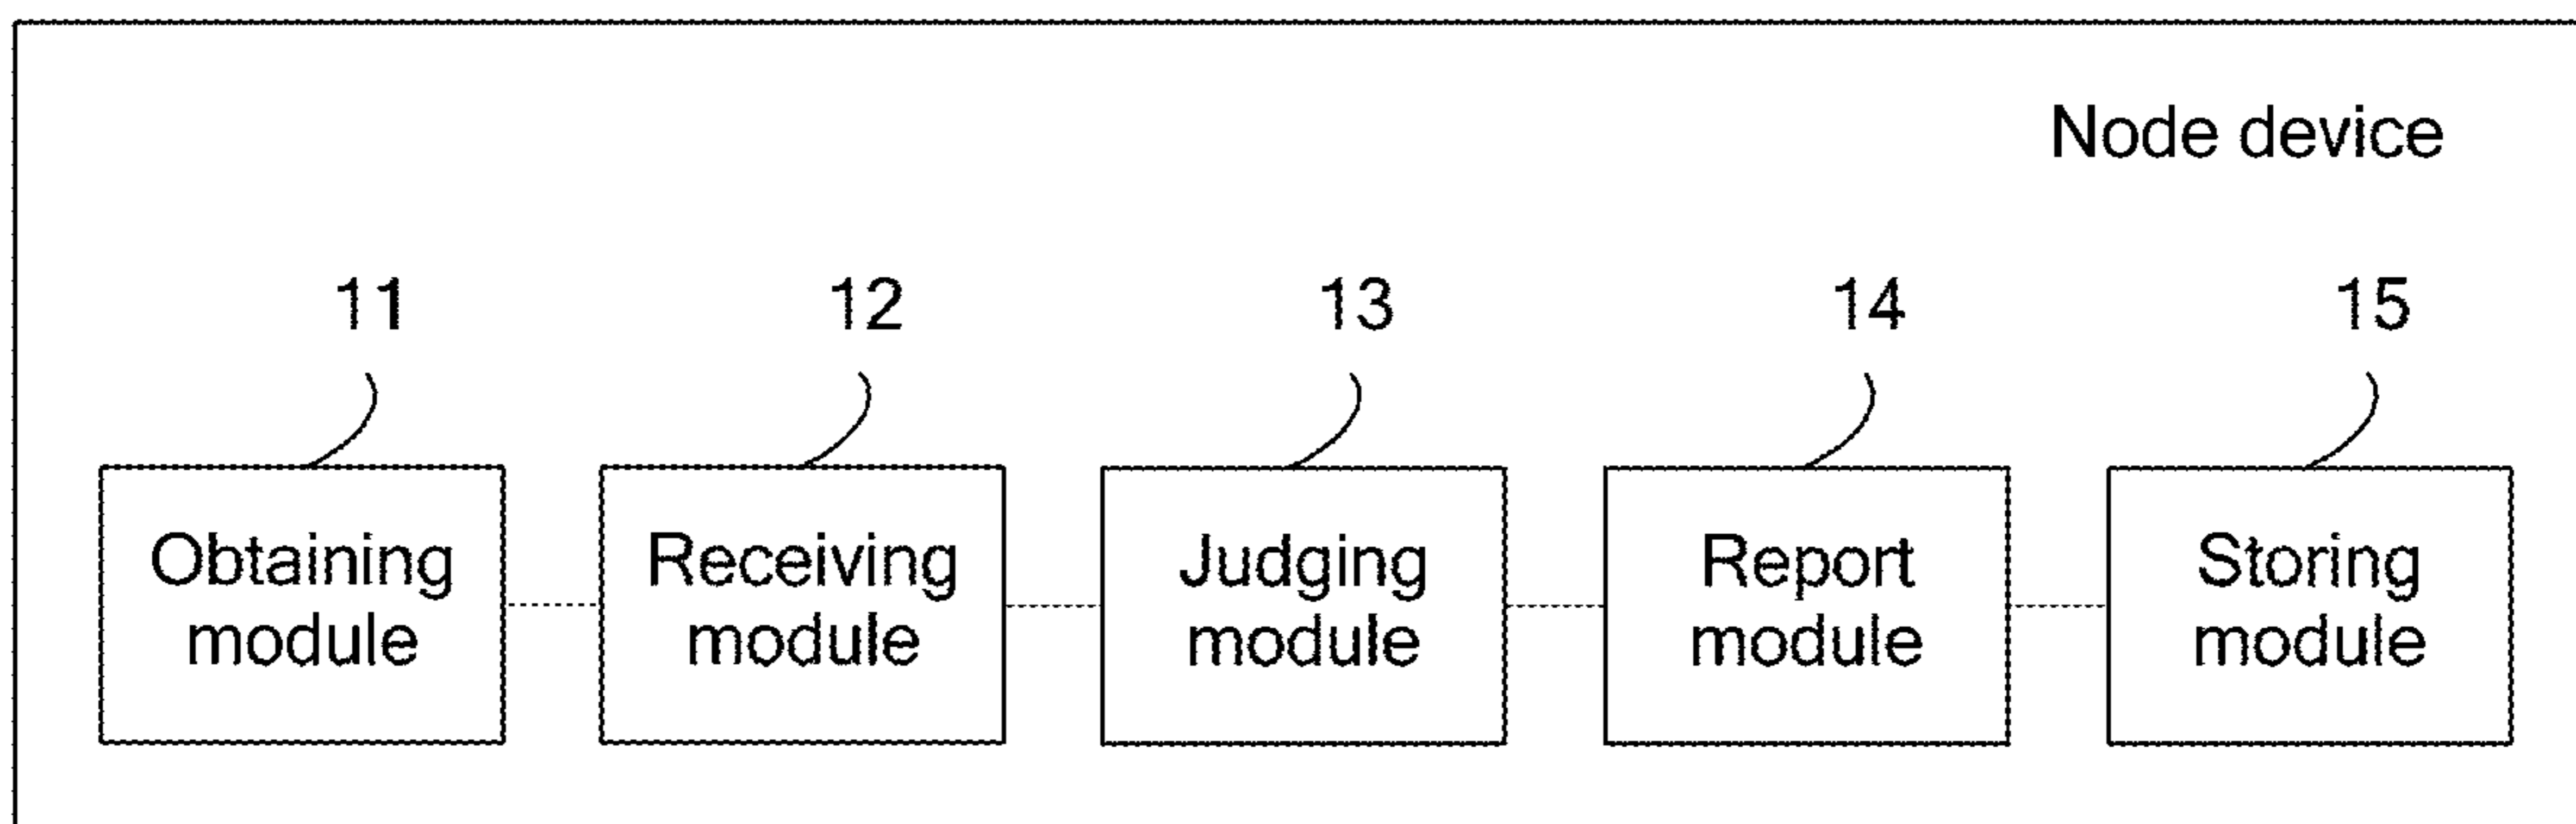 Node device
11
12
13
14
15
Obtaining
module
Receiving
module
Judging
module
Report
module
Storing
module